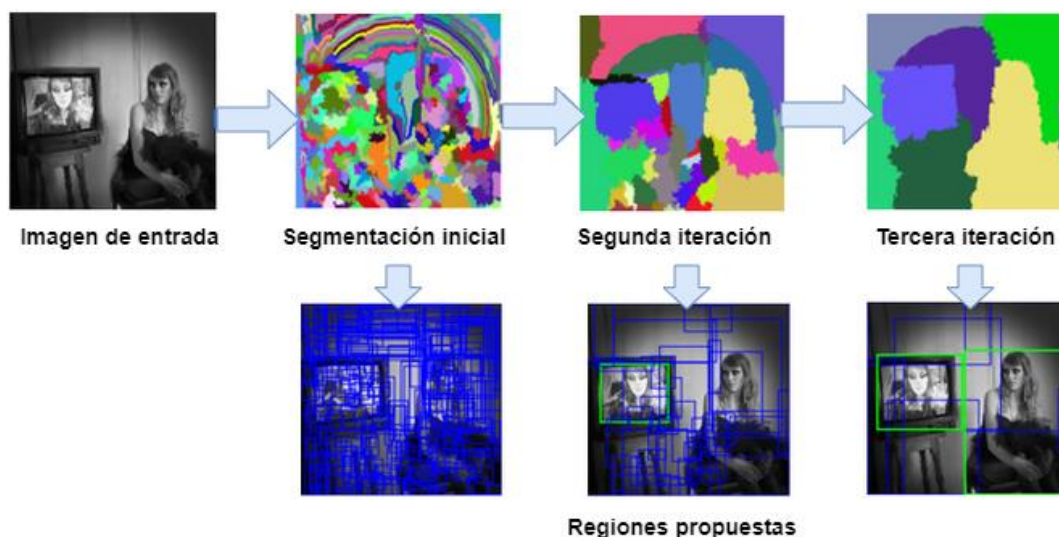 Imagen de entrada
Segmentación inicial
Segunda iteración
Tercera iteración
Regiones propuestas